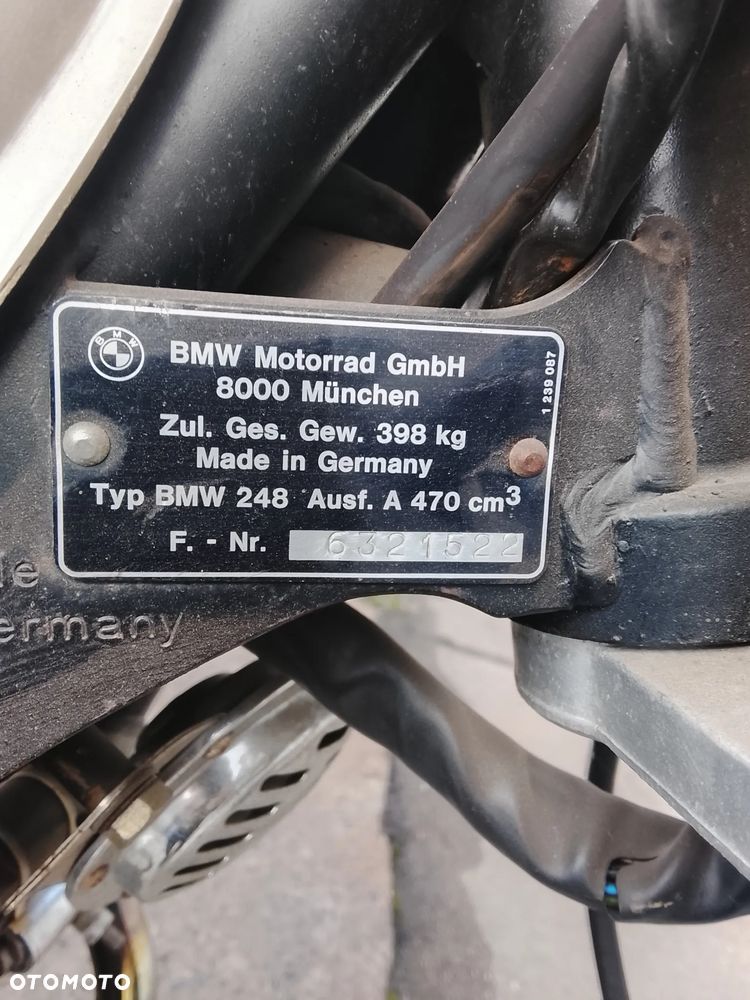 BMW
BMW Motorrad GmbH
8000 München
Zul. Ges. Gew. 398 kg
Made in Germany
Typ BMW 248 Ausf. A 470 cm³
F. - Nr. 6321522
1 239 087
ermany
OTOMOTO